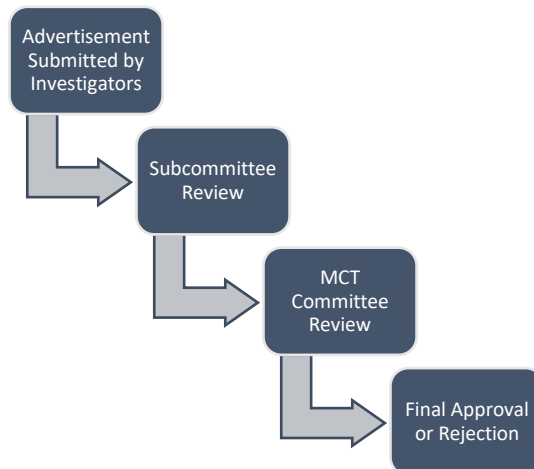 Advertisement
Submitted by
Investigators
Subcommittee
Review
MCT
Committee
Review
Final Approval
or Rejection